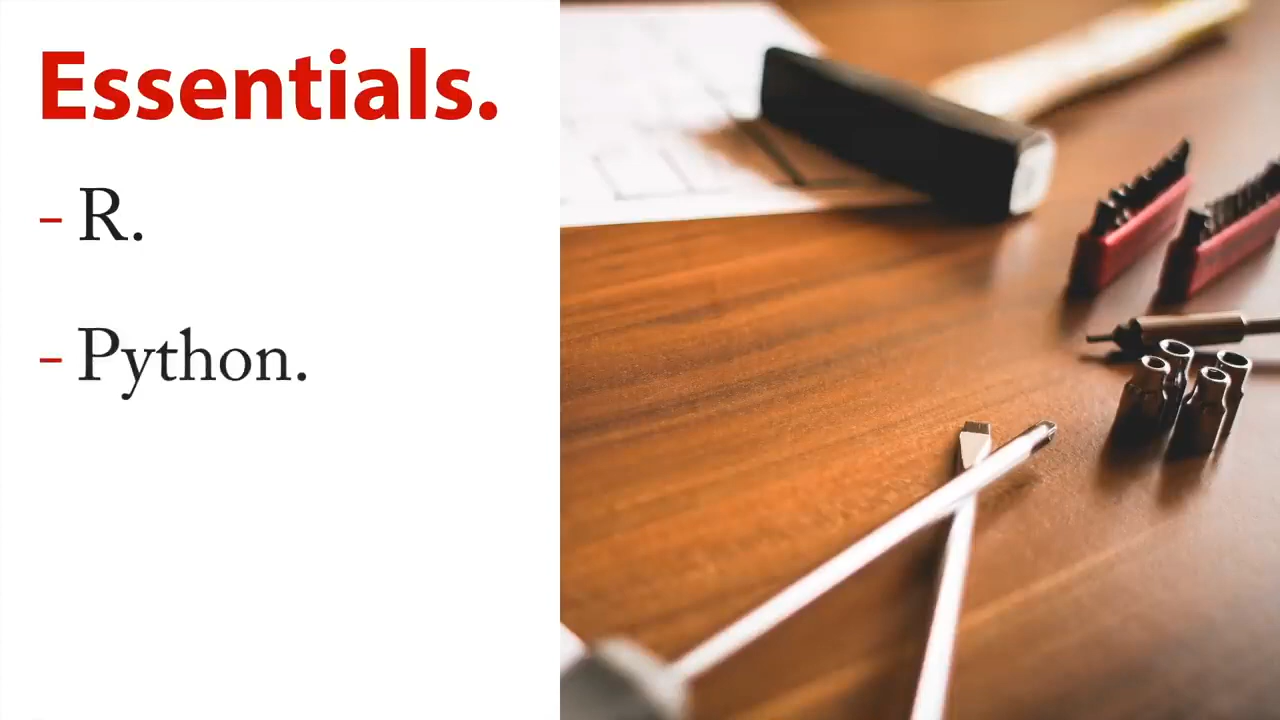 Essentials.
- R.
- Python.